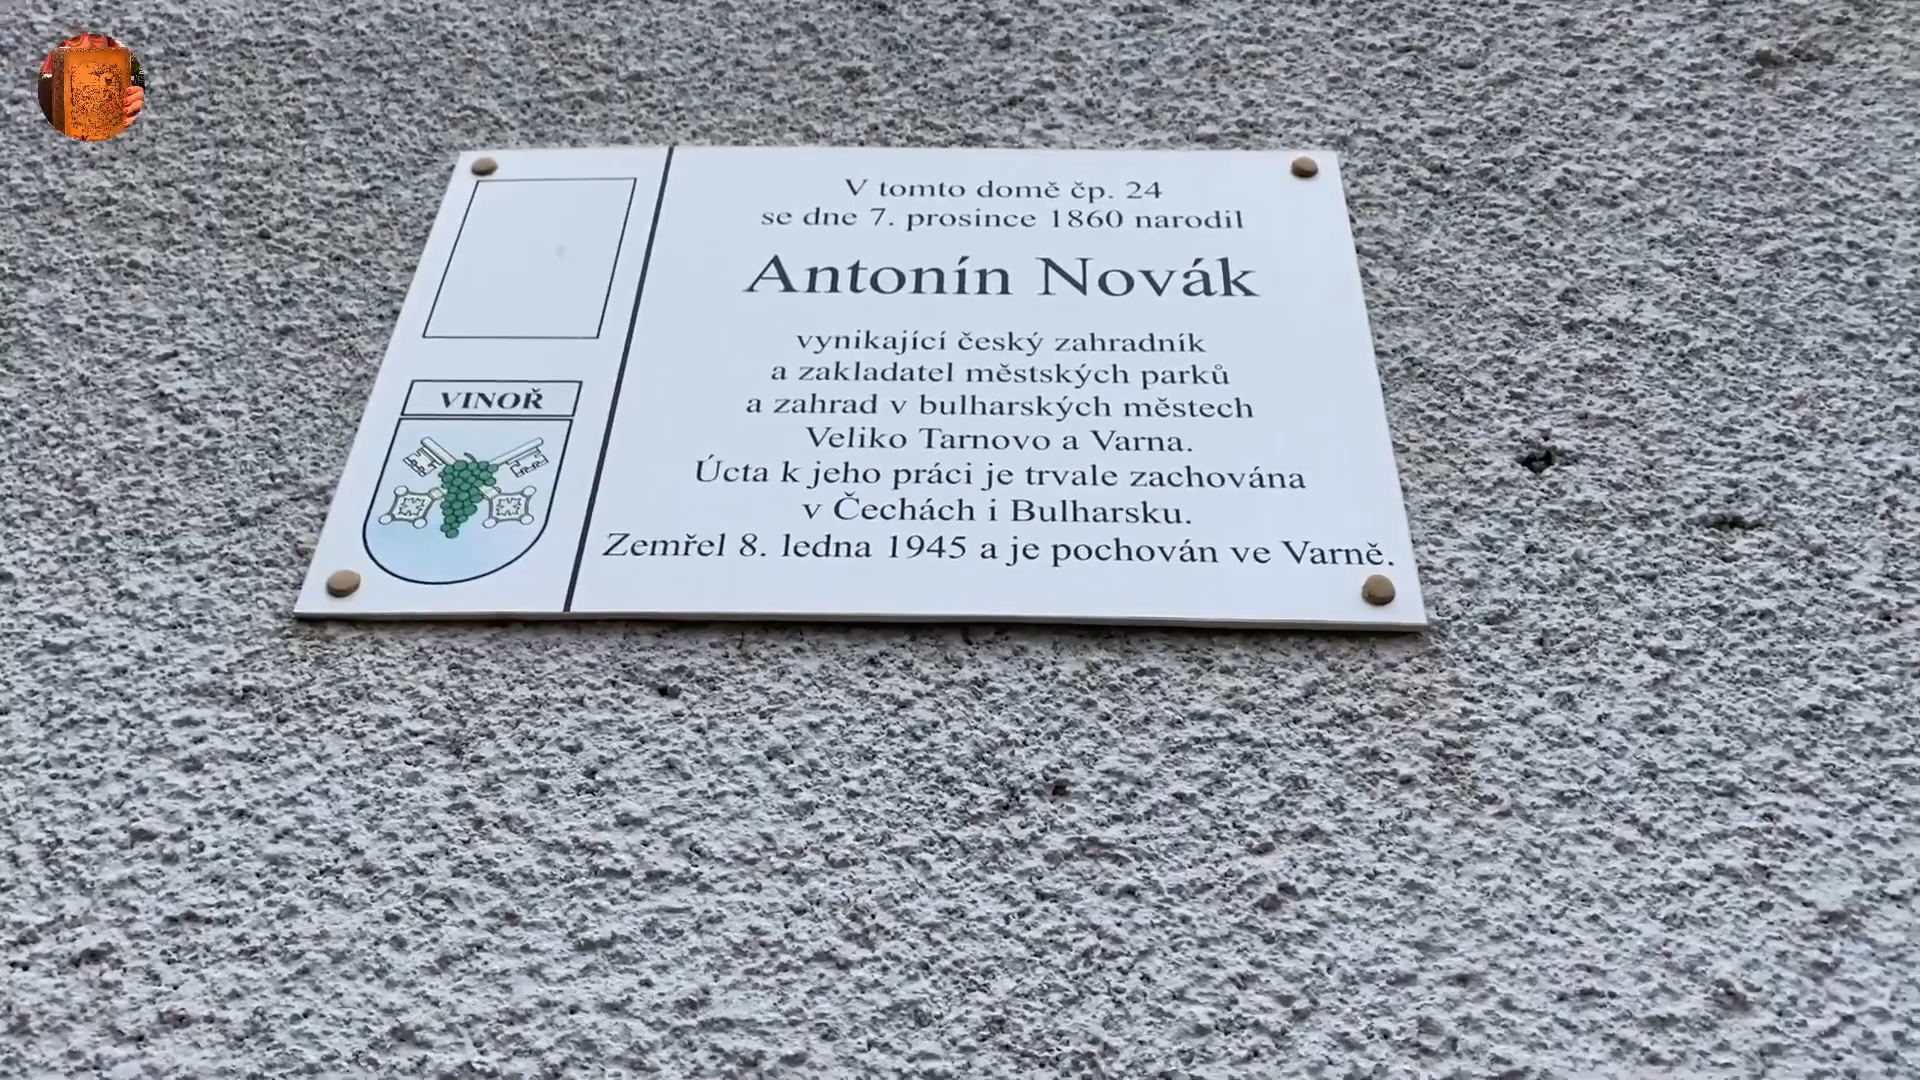 V tomto domě čp. 24
se dne 7. prosince 1860 narodil
Antonín Novák
vynikající český zahradník
a zakladatel městských parků
a zahrad v bulharských městech
Veliko Tarnovo a Varna.
Úcta k jeho práci je trvale zachována
v Čechách i Bulharsku.
Zemřel 8. ledna 1945 a je pochován ve Varně.
VINOŘ